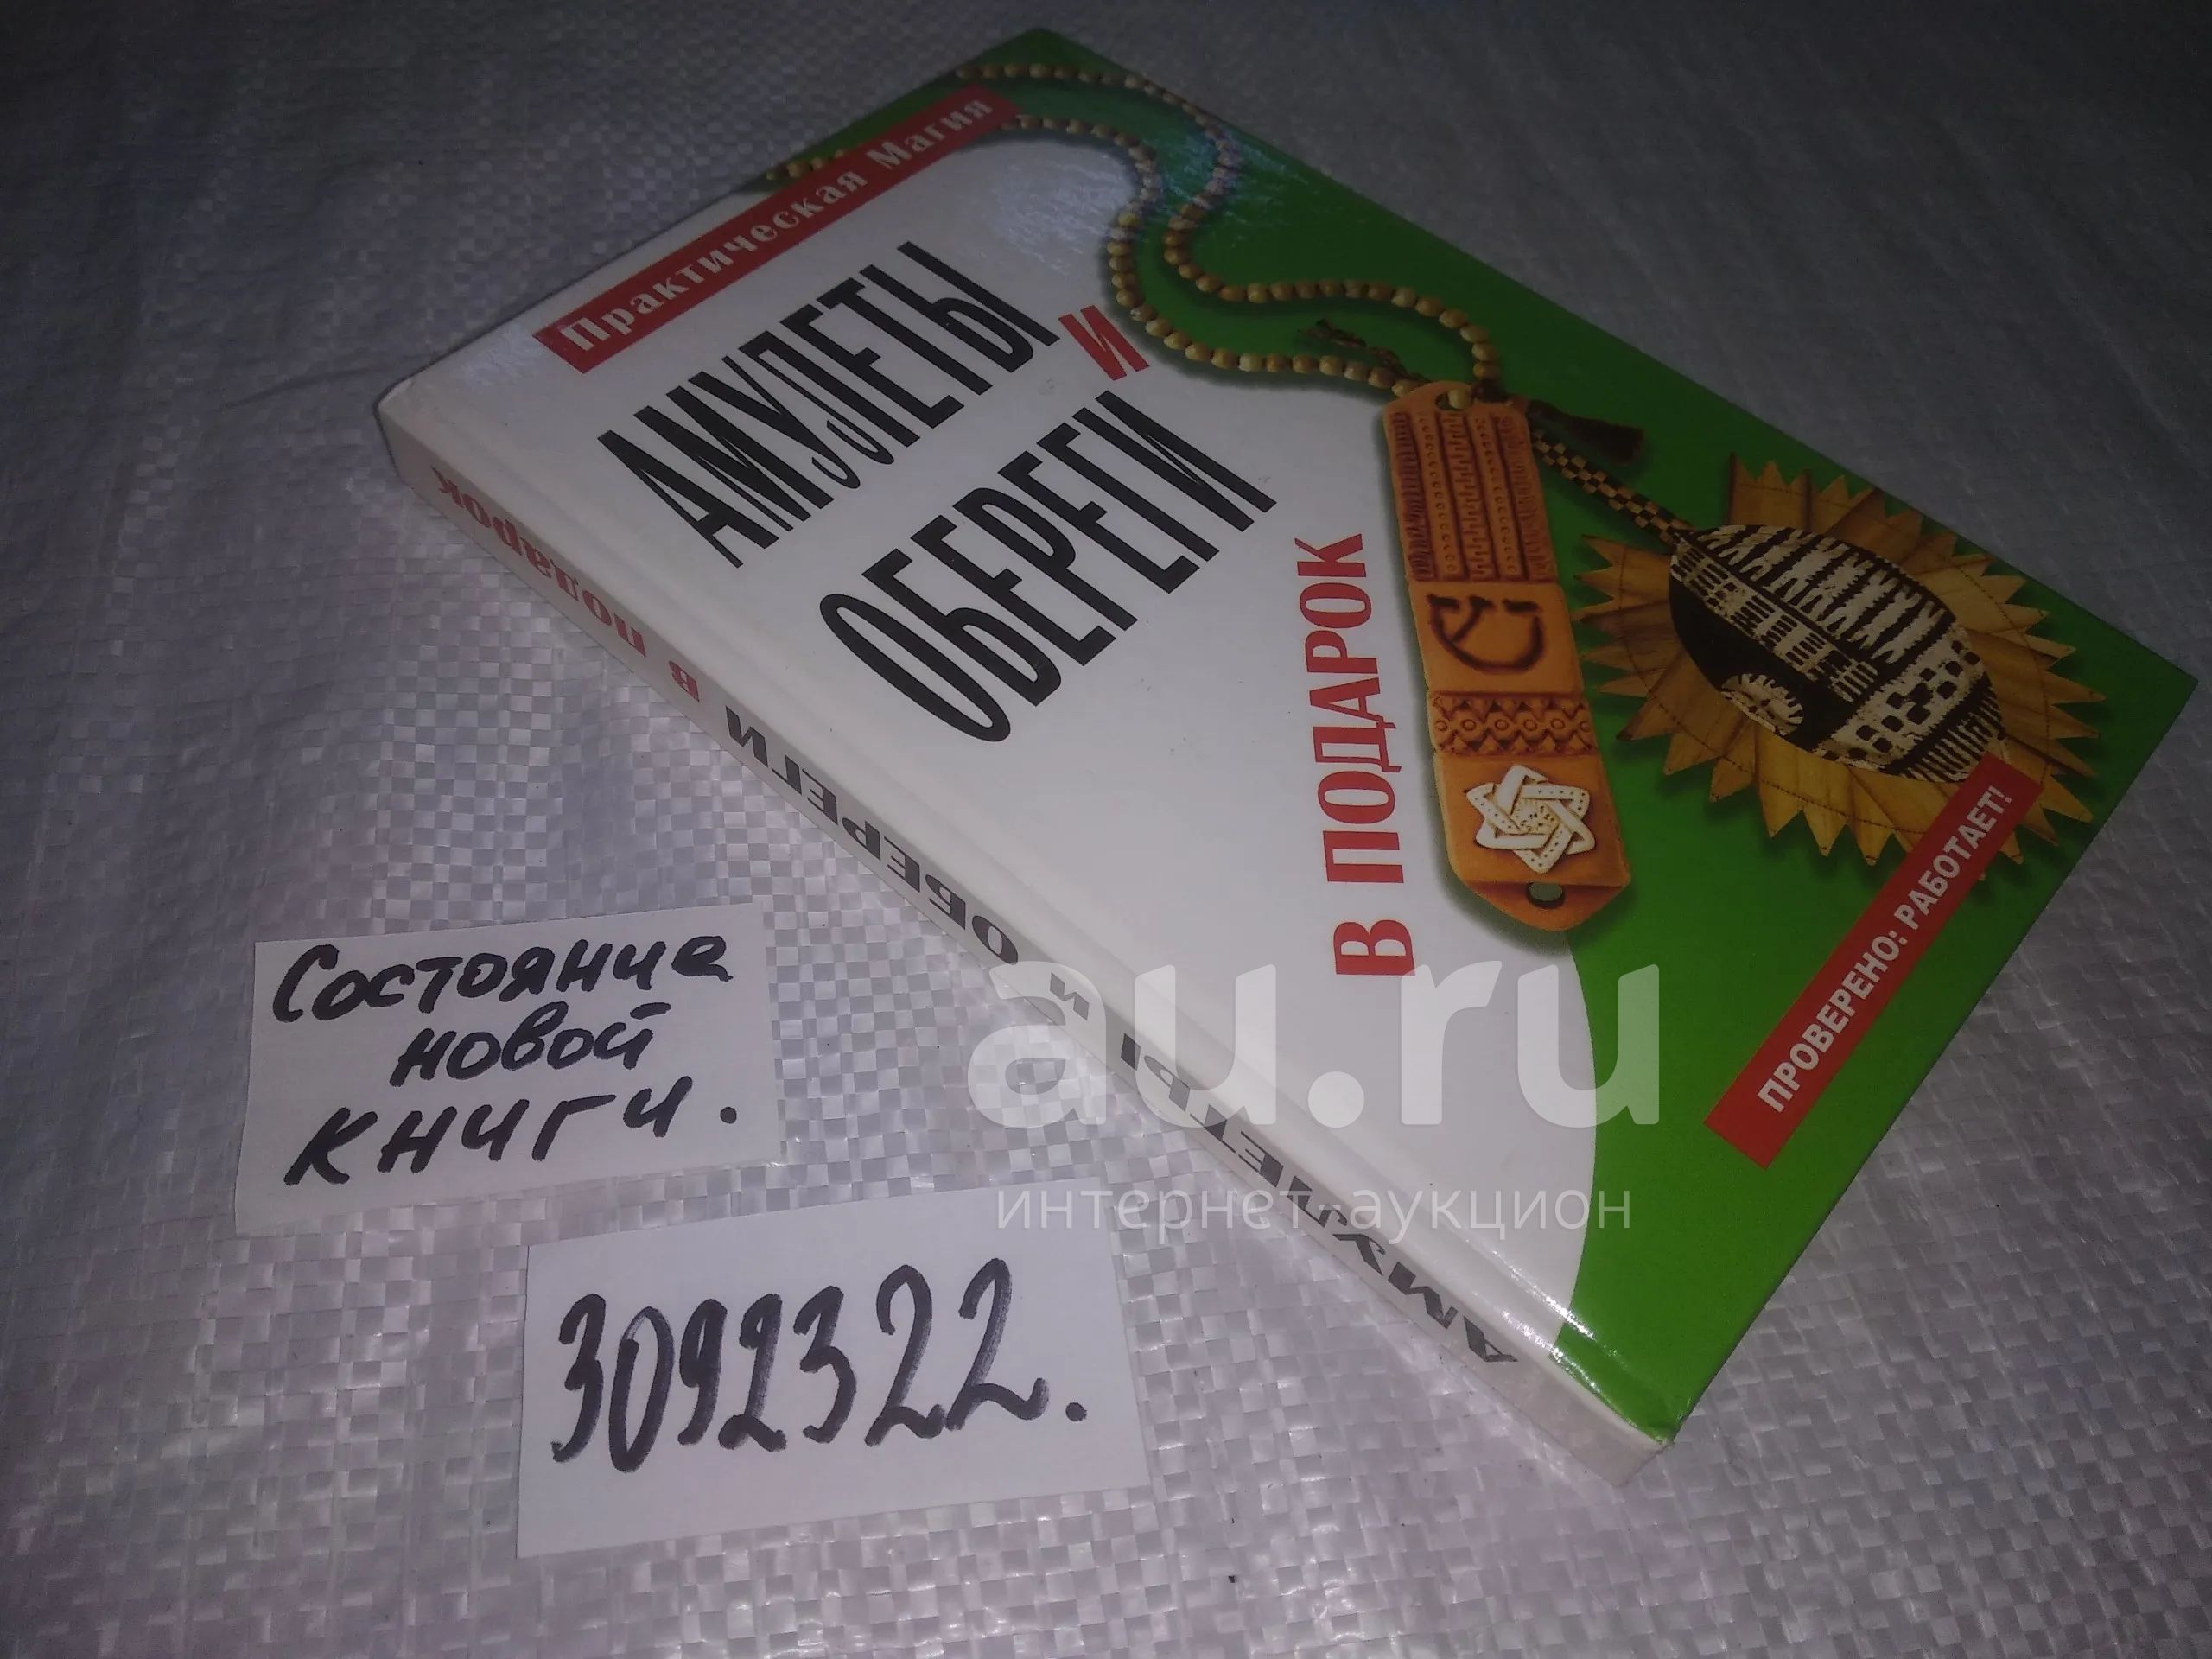 Практическая Магия
АМУЛЕТЫ
И
ОБЕРЕГИ
В ПОДАРОК
ПРОВЕРЕНО: РАБОТАЕТ!
АМУЛЕТЫ И ОБЕРЕГИ В ПОДАРОК
au.ru
интернет-аукцион
Состояние
новой
книги.
3092322.